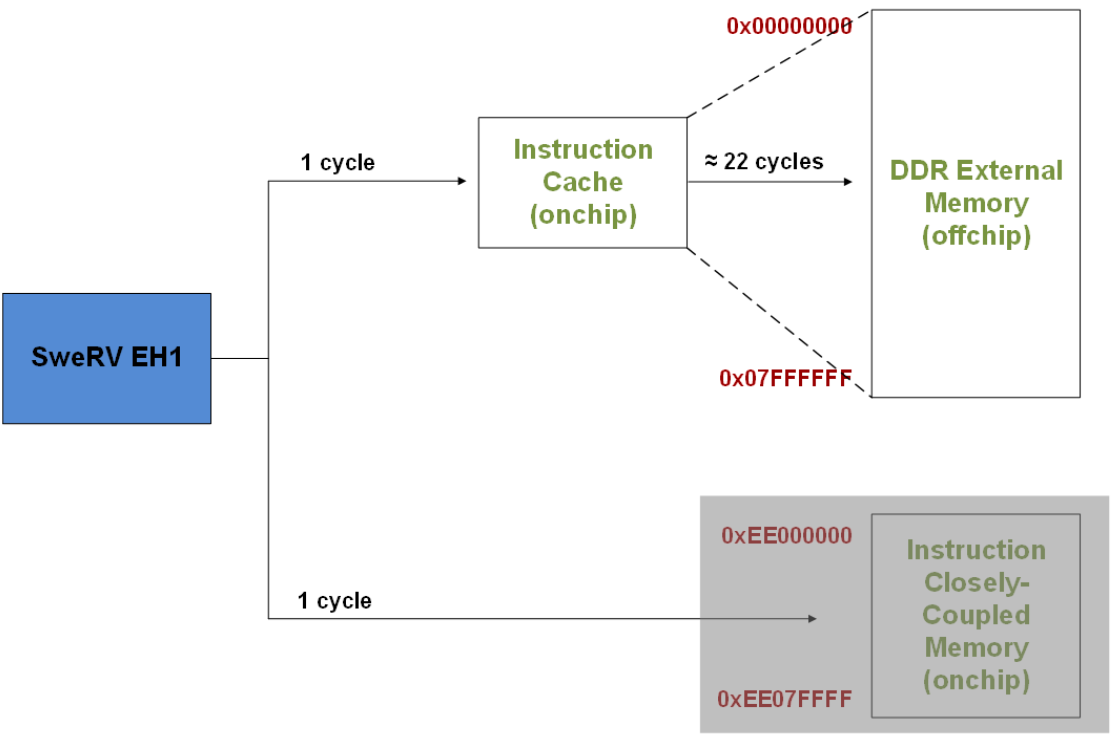 0x00000000
1 cycle
Instruction
Cache
(onchip)
≈ 22 cycles
DDR External
Memory
(offchip)
SweRV EH1
0x07FFFFFF
0xEE000000
Instruction
Closely-
Coupled
Memory
(onchip)
1 cycle
0xEE07FFFF